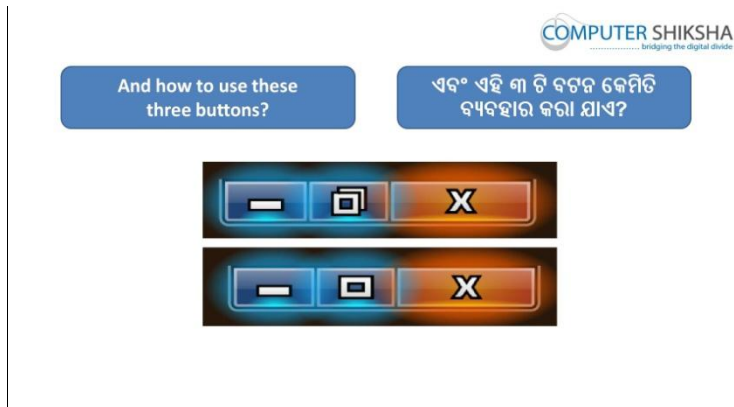 COMPUTER SHIKSHA
.................. bridging the digital divide
And how to use these
three buttons?
ଏବଂ ଏହି ୩ ଟି ବଟନ କେମିତି
ବ୍ୟବହାର କରା ଯାଏ?